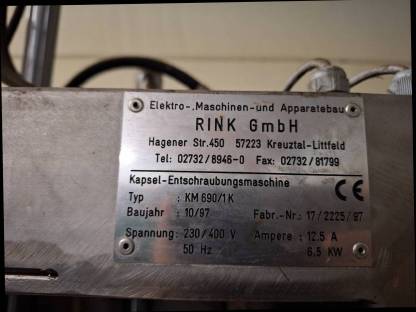 Elektro-, Maschinen-und Apparatebau
RINK GmbH
Hagener Str.450 57223 Kreuztal-Littfeld
Tel: 02732/8946-0 Fax: 02732/81799
Kapsel-Entschraubungsmaschine
CE
Typ : KM 690/1 K
Baujahr : 10/97 Fabr.-Nr.: 17/2225/97
Spannung: 230/400 V Ampere : 12.5 A
50 Hz 6.5 KW